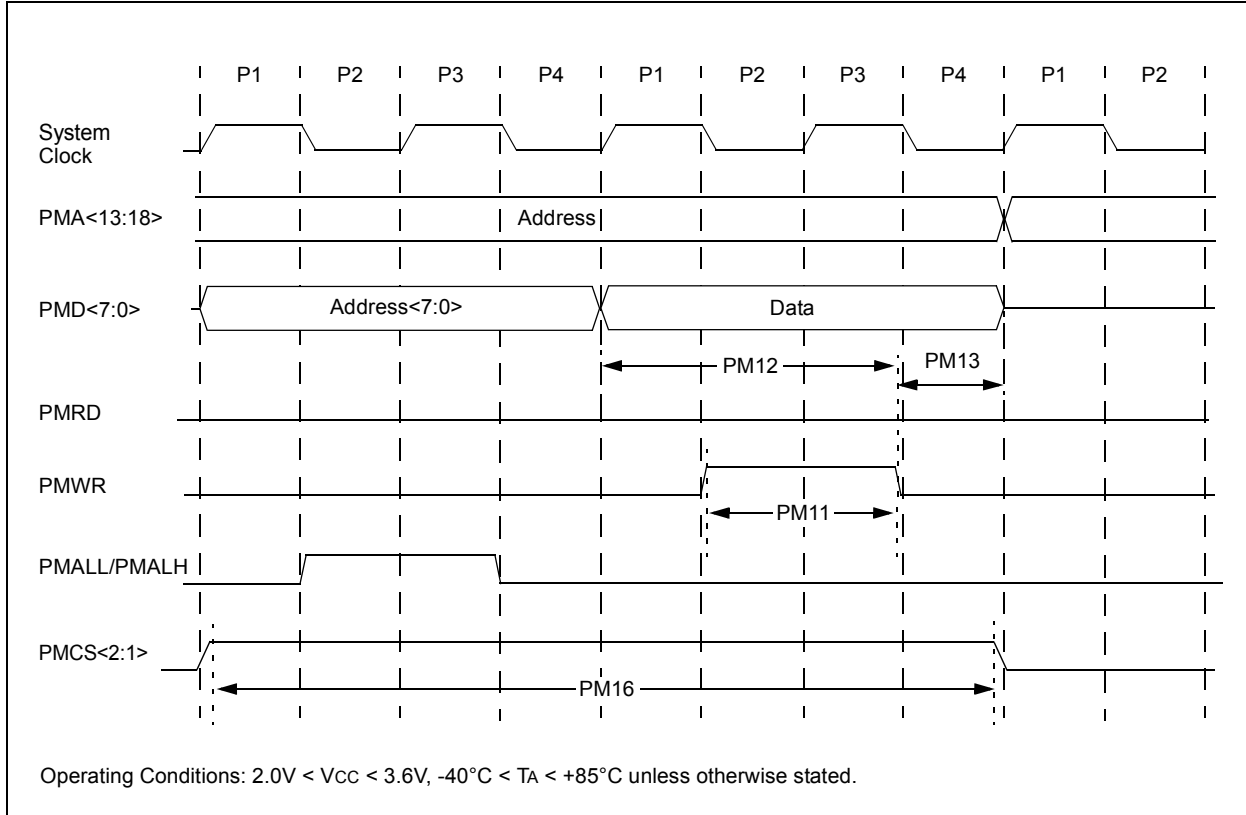 P1 P2 P3 P4 P1 P2 P3 P4 P1 P2
System
Clock
PMA<13:18>
Address
PMD<7:0>
Address<7:0>
Data
PM12
PM13
PMRD
PMWR
PM11
PMALL/PMALH
PMCS<2:1>
PM16
Operating Conditions: 2.0V < VCC < 3.6V, -40°C < TA < +85°C unless otherwise stated.